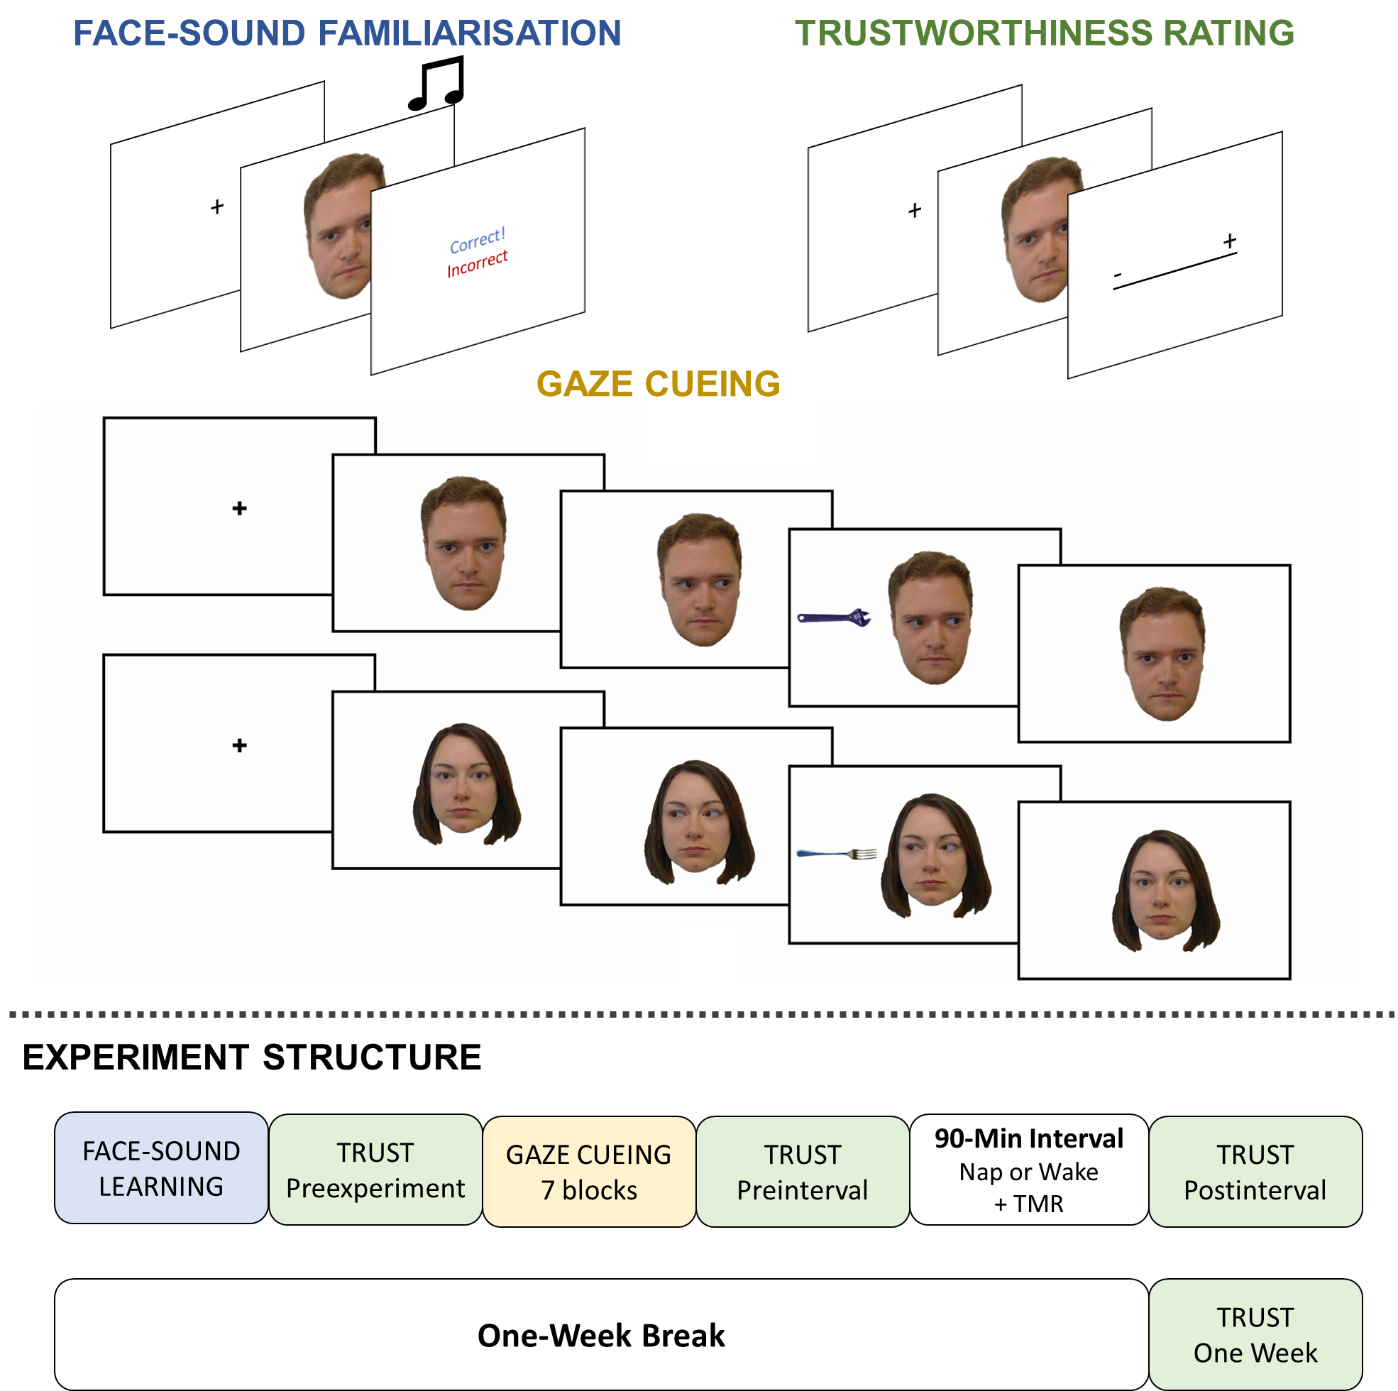 FACE-SOUND FAMILIARISATION
TRUSTWORTHINESS RATING
+
Correct!
Incorrect
+
+
-
GAZE CUEING
+
+
EXPERIMENT STRUCTURE
FACE-SOUND
LEARNING
TRUST
Preexperiment
GAZE CUEING
7 blocks
TRUST
Preinterval
90-Min Interval
Nap or Wake
+ TMR
TRUST
Postinterval
One-Week Break
TRUST
One Week